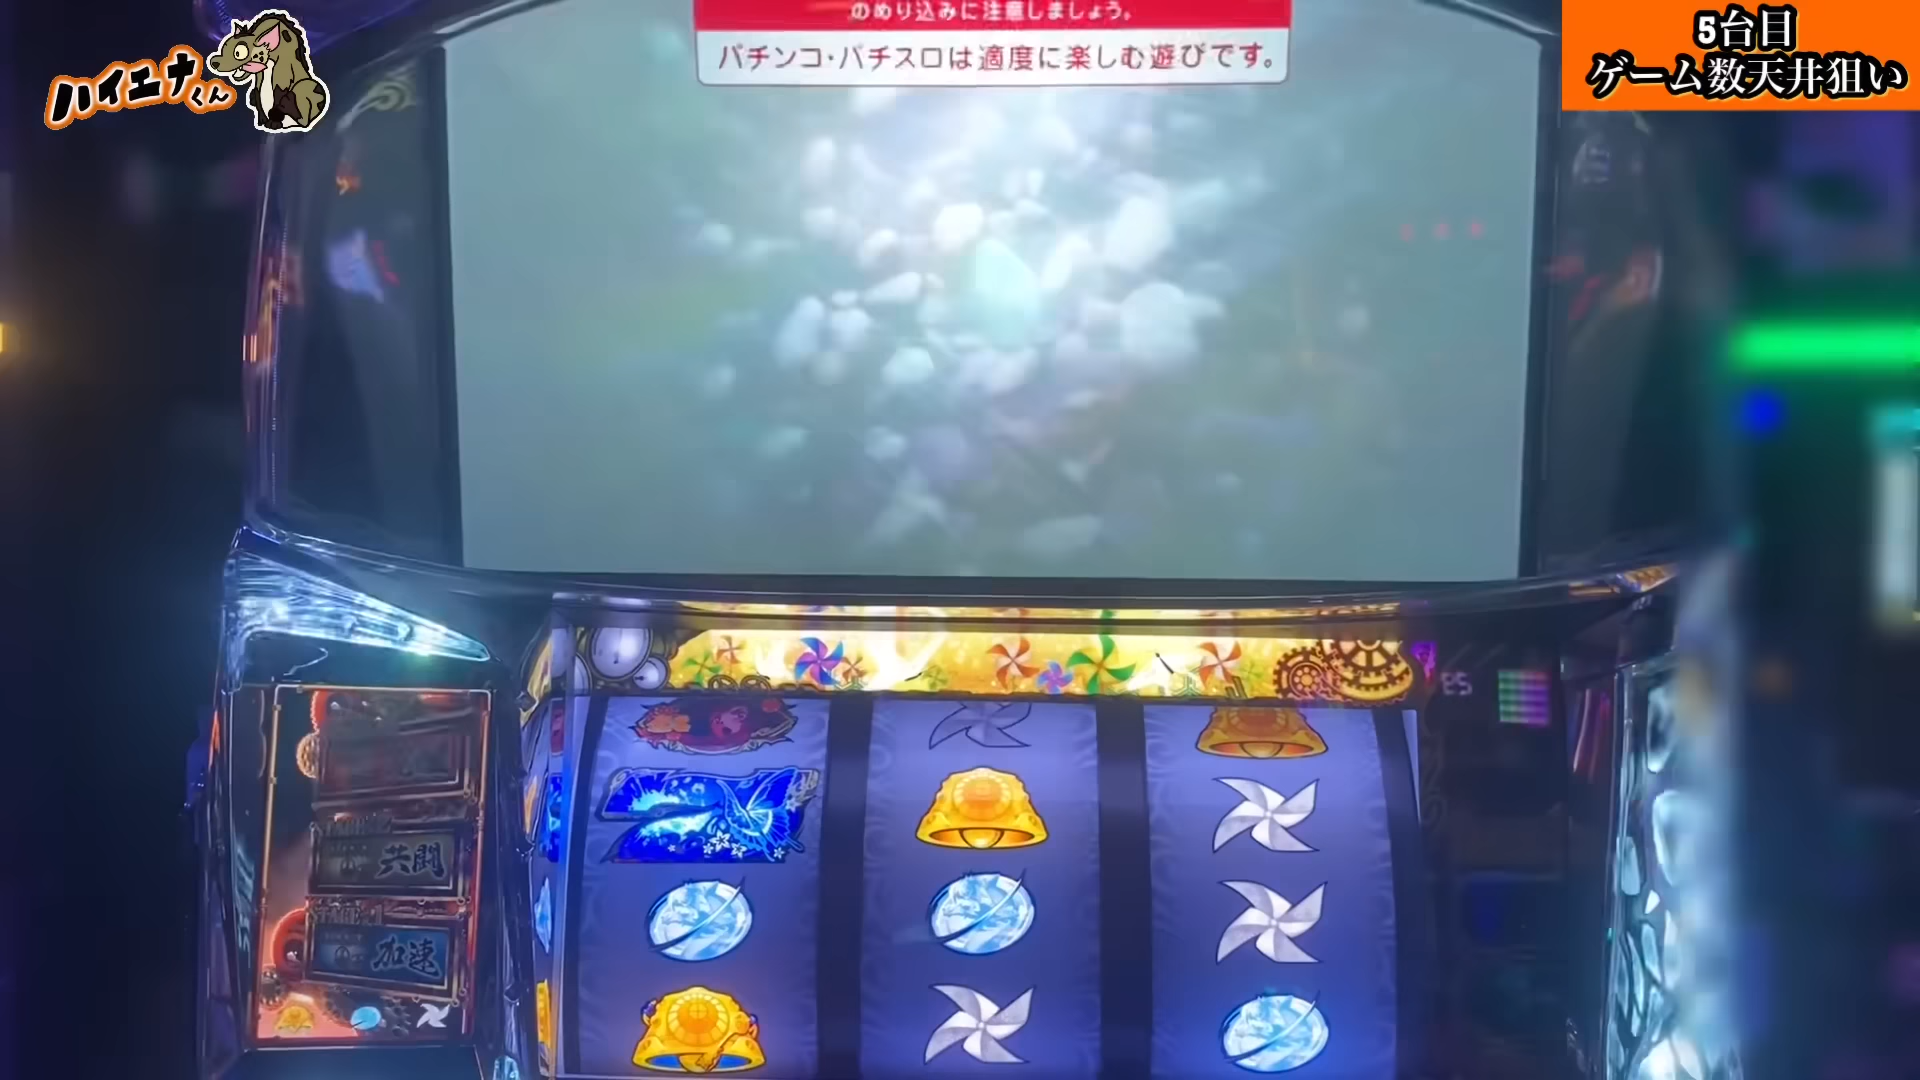 のめり込みに注意しましょう。
パチンコ・パチスロは適度に楽しむ遊びです。
ハイエナくん
5台目
ゲーム数天井狙い
共闘
STAGE 1
加速